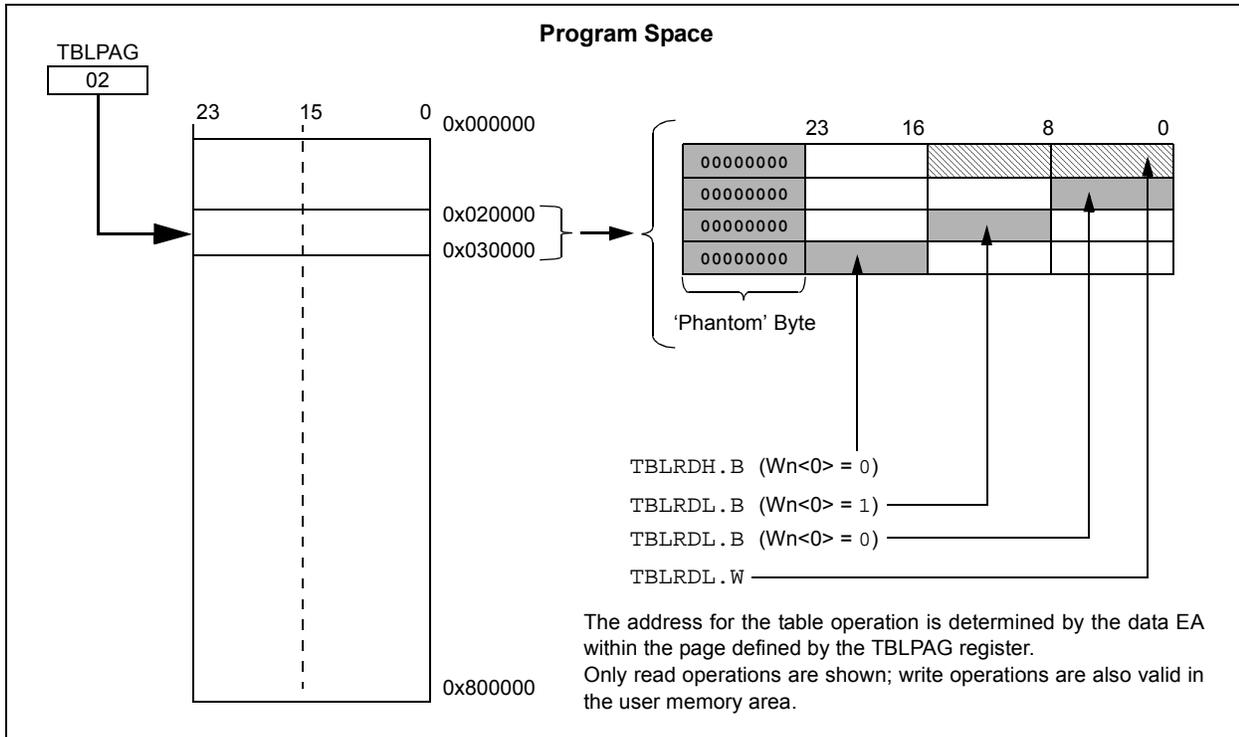 Program Space
TBLPAG
02
23 15 0
0x000000
0x020000
0x030000
0x800000
23 16 8 0
00000000
00000000
00000000
00000000
‘Phantom’ Byte
TBLRDH.B (Wn<0> = 0)
TBLRDL.B (Wn<0> = 1)
TBLRDL.B (Wn<0> = 0)
TBLRDL.W
The address for the table operation is determined by the data EA
within the page defined by the TBLPAG register.
Only read operations are shown; write operations are also valid in
the user memory area.